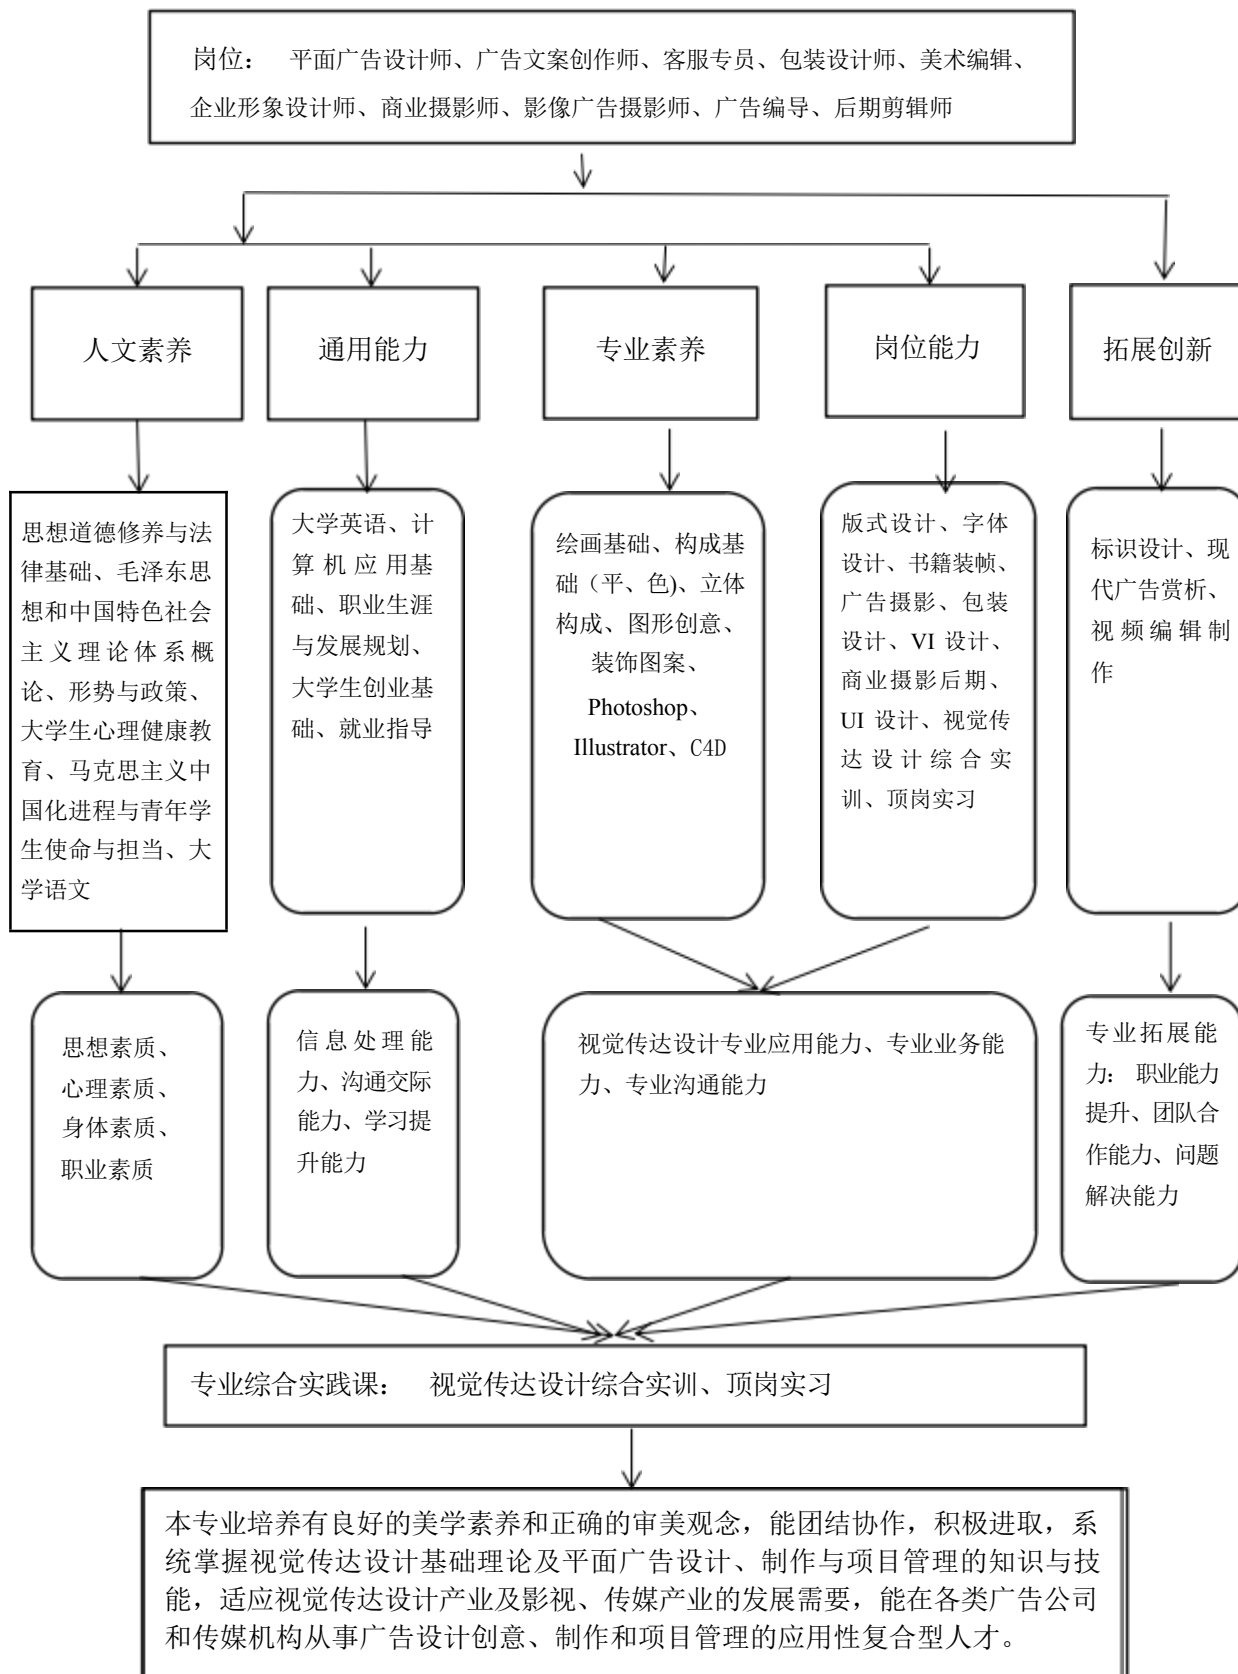 岗位： 平面广告设计师、广告文案创作师、客服专员、包装设计师、美术编辑、
企业形象设计师、商业摄影师、影像广告摄影师、广告编导、后期剪辑师
人文素养
通用能力
专业素养
岗位能力
拓展创新
思想道德修养与法
律基础、毛泽东思
想和中国特色社会
主义理论体系概
论、形势与政策、
大学生心理健康教
育、马克思主义中
国化进程与青年学
生使命与担当、大
学语文
大学英语、计
算机应用基
础、职业生涯
与发展规划、
大学生创业基
础、就业指导
绘画基础、构成基
础（平、色)、立体
构成、图形创意、
装饰图案、
Photoshop、
Illustrator、C4D
版式设计、字体
设计、书籍装帧、
广告摄影、包装
设计、VI 设计、
商业摄影后期、
UI 设计、视觉传
达设计综合实
训、顶岗实习
标识设计、现
代广告赏析、
视频编辑制
作
思想素质、
心理素质、
身体素质、
职业素质
信息处理能
力、沟通交际
能力、学习提
升能力
视觉传达设计专业应用能力、专业业务能
力、专业沟通能力
专业拓展能
力： 职业能力
提升、团队合
作能力、问题
解决能力
专业综合实践课： 视觉传达设计综合实训、顶岗实习
本专业培养有良好的美学素养和正确的审美观念，能团结协作，积极进取，系
统掌握视觉传达设计基础理论及平面广告设计、制作与项目管理的知识与技
能，适应视觉传达设计产业及影视、传媒产业的发展需要，能在各类广告公司
和传媒机构从事广告设计创意、制作和项目管理的应用性复合型人才。